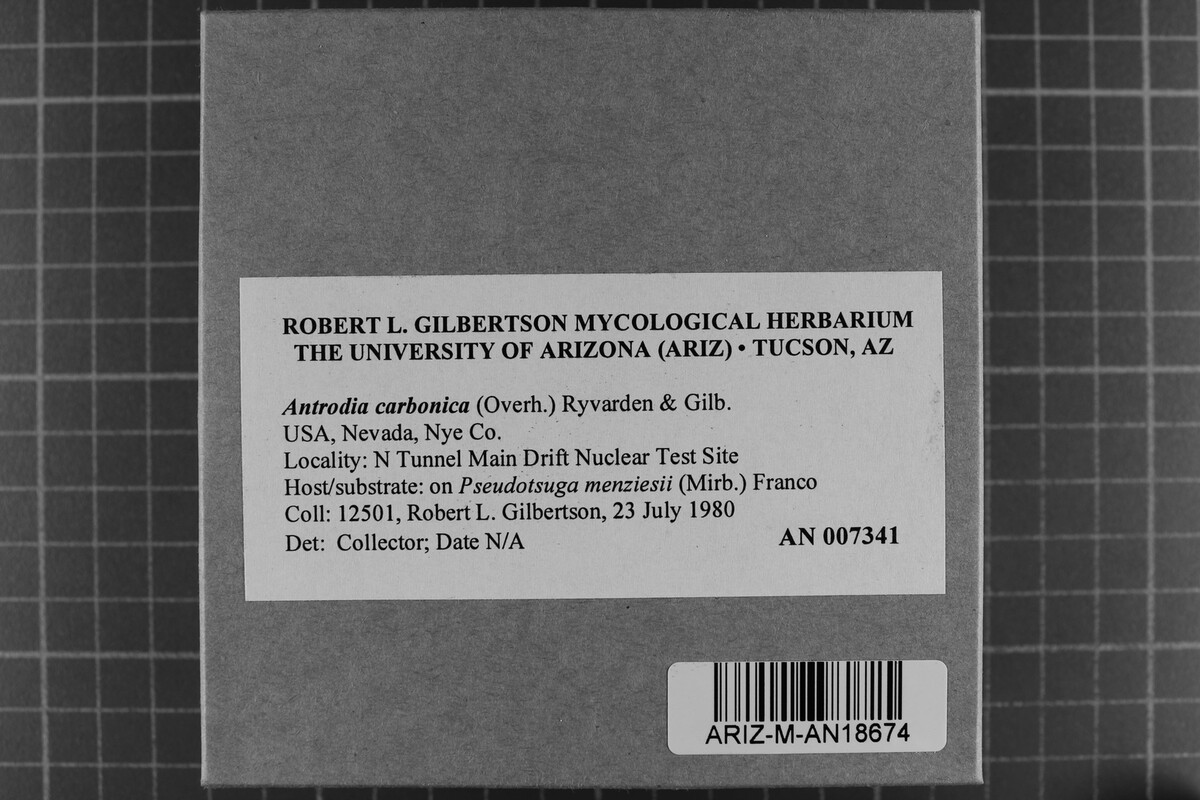 ROBERT L. GILBERTSON MYCOLOGICAL HERBARIUM
THE UNIVERSITY OF ARIZONA (ARIZ) • TUCSON, AZ
Antrodia carbonica (Overh.) Ryvarden & Gilb.
USA, Nevada, Nye Co.
Locality: N Tunnel Main Drift Nuclear Test Site
Host/substrate: on Pseudotsuga menziesii (Mirb.) Franco
Coll: 12501, Robert L. Gilbertson, 23 July 1980
Det: Collector; Date N/A
AN 007341
ARIZ-M-AN18674